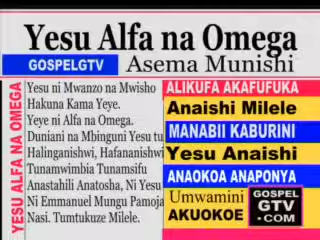 Yesu Alfa na Omega
GOSPELGTV
Asema Munishi
YESU ALFA NA OMEGA
Yesu ni Mwanzo na Mwisho
Hakuna Kama Yeye.
Yeye ni Alfa na Omega.
Duniani na Mbinguni Yesu tu
Halinganishwi, Hafananishwi
Tunamwimbia Tunamsifu
Anastahili Anatosha, Ni Yesu
Ni Emmanuel Mungu Pamoja
Nasi. Tumtukuze Milele.
ALIKUFA AKAFUFUKA
Anaishi Milele
MANABII KABURINI
Yesu Anaishi
ANAOKOA ANAPONYA
Umwamini
AKUOKOE
GOSPEL
GTV
.COM